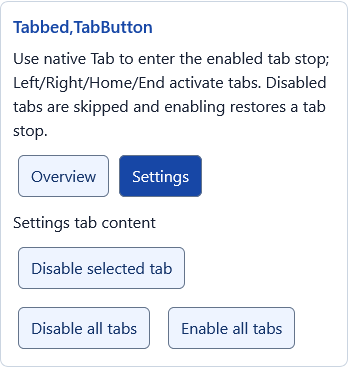 Tabbed,TabButton
Use native Tab to enter the enabled tab stop;
Left/Right/Home/End activate tabs. Disabled
tabs are skipped and enabling restores a tab
stop.
Overview Settings
Settings tab content
Disable selected tab
Disable all tabs Enable all tabs